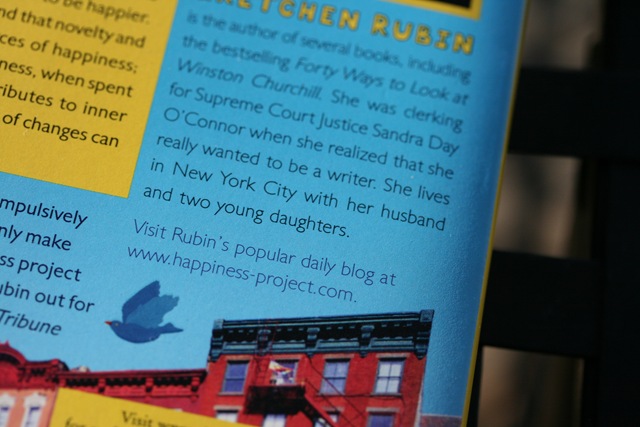 to be happier.
nd that novelty and
ces of happiness;
ness, when spent
ributes to inner
of changes can
GRETCHEN RUBIN
is the author of several books, including
the bestselling Forty Ways to Look at
Winston Churchill. She was clerking
for Supreme Court Justice Sandra Day
O'Connor when she realized that she
really wanted to be a writer. She lives
in New York City with her husband
and two young daughters.
Visit Rubin's popular daily blog at
www.happiness-project.com.
mpulsively
nly make
ss project
ubin out for
Tribune
Visit